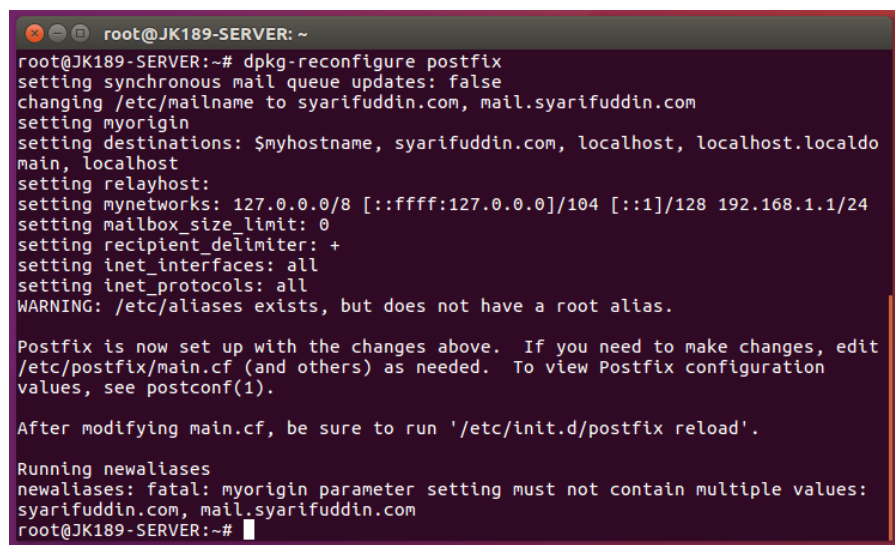 root@JK189-SERVER: ~
root@JK189-SERVER:~# dpkg-reconfigure postfix
setting synchronous mail queue updates: false
changing /etc/mailname to syarifuddin.com, mail.syarifuddin.com
setting myorigin
setting destinations: $myhostname, syarifuddin.com, localhost, localhost.localdo
main, localhost
setting relayhost:
setting mynetworks: 127.0.0.0/8 [::ffff:127.0.0.0]/104 [::1]/128 192.168.1.1/24
setting mailbox_size_limit: 0
setting recipient_delimiter: +
setting inet_interfaces: all
setting inet_protocols: all
WARNING: /etc/aliases exists, but does not have a root alias.
Postfix is now set up with the changes above.  If you need to make changes, edit
/etc/postfix/main.cf (and others) as needed.  To view Postfix configuration
values, see postconf(1).
After modifying main.cf, be sure to run '/etc/init.d/postfix reload'.
Running newaliases
newaliases: fatal: myorigin parameter setting must not contain multiple values:
syarifuddin.com, mail.syarifuddin.com
root@JK189-SERVER:~#